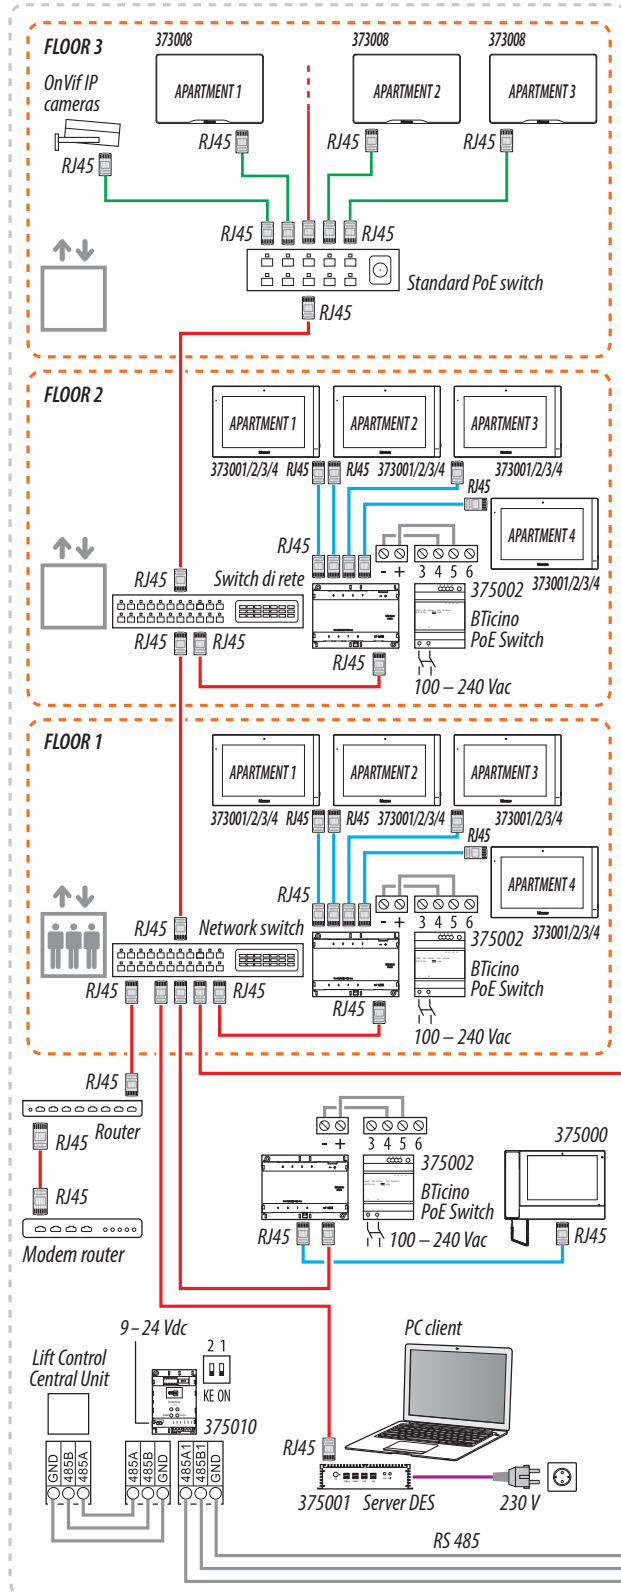 FLOOR 3
373008
373008
373008
OnVif IP
cameras
APARTMENT 1
APARTMENT 2
APARTMENT 3
RJ45
RJ45
RJ45
RJ45
RJ45
RJ45
Standard PoE switch
RJ45
FLOOR 2
APARTMENT 1
APARTMENT 2
APARTMENT 3
373001/2/3/4
RJ45
RJ45
373001/2/3/4
373001/2/3/4
RJ45
APARTMENT 4
RJ45
- + 3 4 5 6
373001/2/3/4
RJ45
Switch di rete
375002
BTicino
PoE Switch
RJ45
RJ45
RJ45
100 – 240 Vac
FLOOR 1
APARTMENT 1
APARTMENT 2
APARTMENT 3
373001/2/3/4
RJ45
RJ45
373001/2/3/4
373001/2/3/4
RJ45
APARTMENT 4
RJ45
- + 3 4 5 6
373001/2/3/4
RJ45
Network switch
375002
BTicino
PoE Switch
RJ45
RJ45
RJ45
100 – 240 Vac
RJ45
Router
RJ45
RJ45
Modem router
- + 3 4 5 6
375002
BTicino
PoE Switch
375000
RJ45
100 – 240 Vac
RJ45
9 – 24 Vdc
2 1
KE ON
PC client
Lift Control
Central Unit
375010
RJ45
GND
485B
485A
485A
485B
GND
485A1
485B1
GND
375001 Server DES
230 V
RS 485